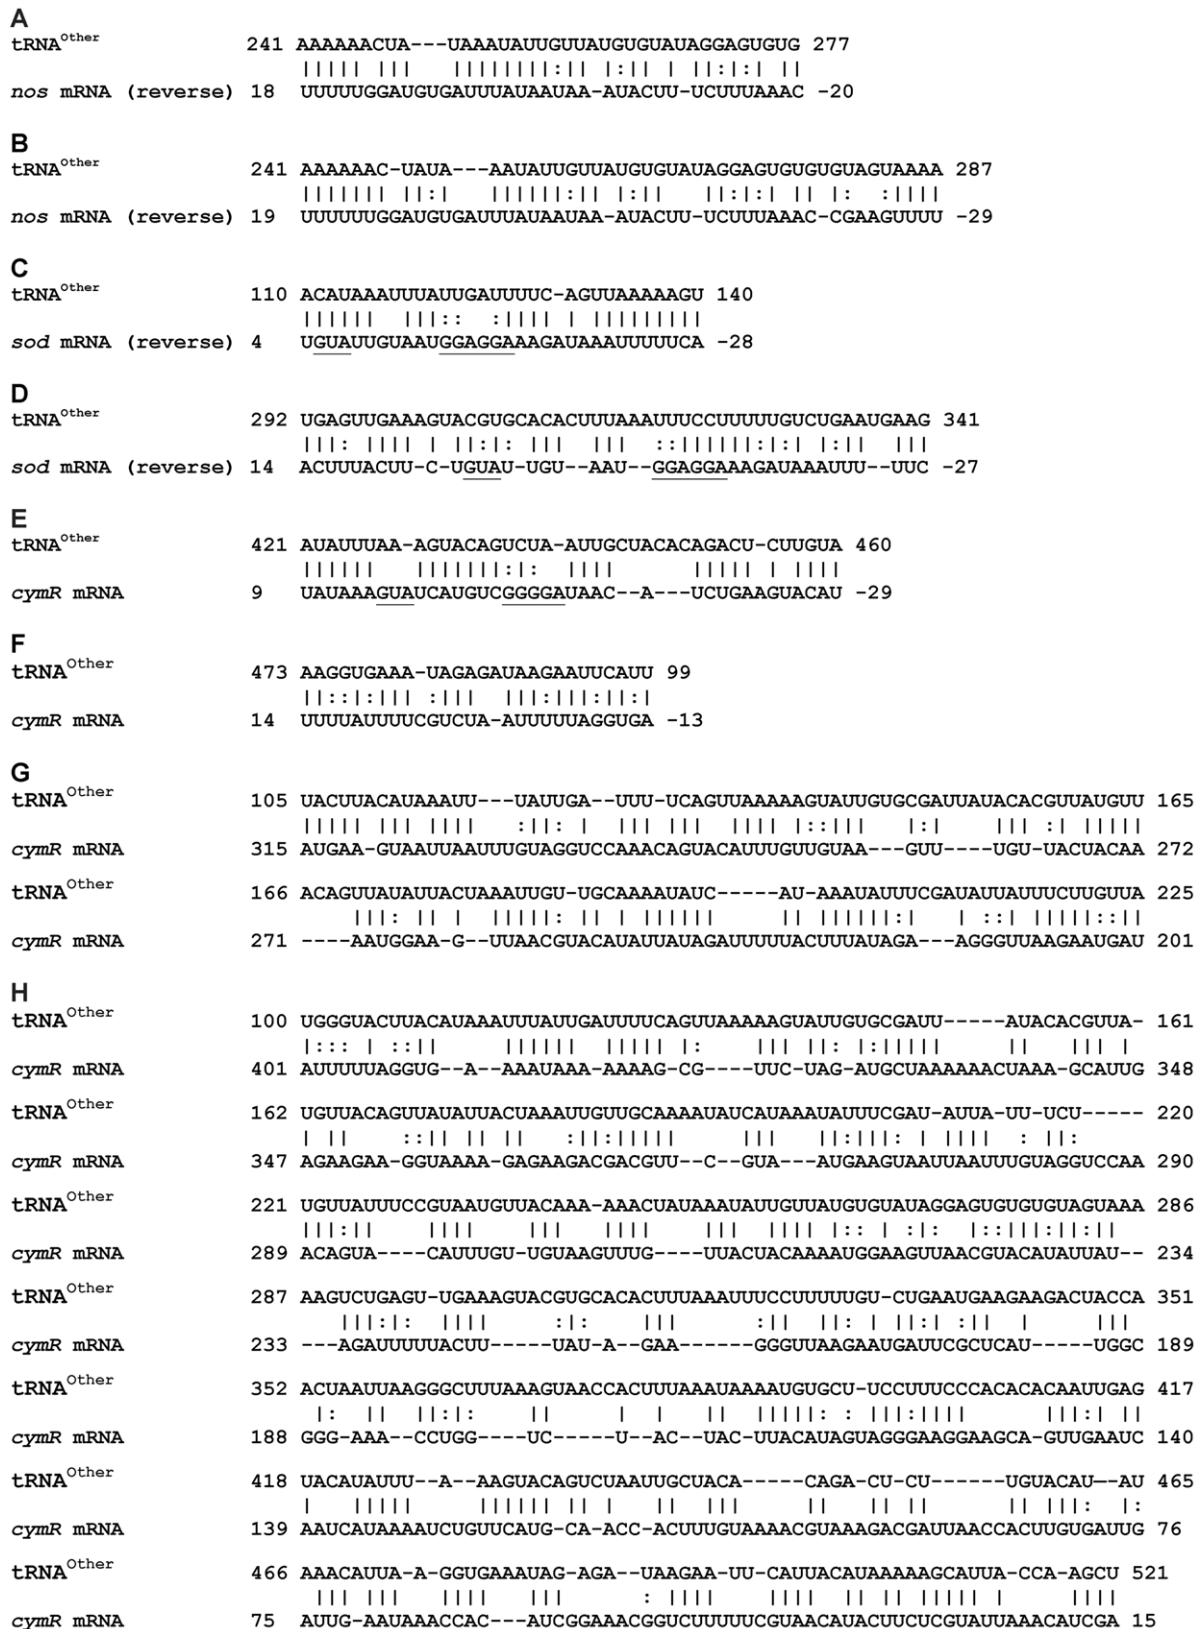 A
tRNAOther 241 AAAAAACUA---UAAAUAUUGUUAUGUGUAUAGGAGUGUG 277
||||| ||| ||||||||:|| |:|| | ||:|:| ||
nos mRNA (reverse) 18 UUUUUGGAUGUGAUUUAUAAUAA-AUACUU-UCUUUAAAC -20
B
tRNAOther 241 AAAAAAC-UAUA---AAUAUUGUUAUGUGUAUAGGAGUGUGUGUAGUAAAA 287
||||||| ||:| ||||||:|| |:|| ||:|:| || |: :||||
nos mRNA (reverse) 19 UUUUUUGGAUGUGAUUUAUAAUAA-AUACUU-UCUUUAAAC-CGAAGUUUU -29
C
tRNAOther 110 ACAUAAAUUUAUUGAUUUUC-AGUUAAAAAGU 140
|||||| |||:: :|||| | |||||||||
sod mRNA (reverse) 4 UGUAUUGUAAUGGAGGAAAGAUAAAUUUUUCA -28
D
tRNAOther 292 UGAGUUGAAAGUACGUGCACACUUUAAAUUUCCUUUUUGUCUGAAUGAAG 341
|||: |||| | ||:|: ||| ||| ::||||||:|:| |:|| |||
sod mRNA (reverse) 14 ACUUUACUU-C-UGUAU-UGU--AAU--GGAGGAAAGAUAAAUUU--UUC -27
E
tRNAOther 421 AUAUUUAA-AGUACAGUCUA-AUUGCUACACAGACU-CUUGUA 460
|||||| |||||||:|: |||| ||||| | ||||
cymR mRNA 9 UAUAAAGUAUCAUGUCGGGGAUAAC--A---UCUGAAGUACAU -29
F
tRNAOther 473 AAGGUGAAA-UAGAGAUAAGAAUUCAUU 99
||::|:||| :||| |||:|||:||:|
cymR mRNA 14 UUUUAUUUUCGUCUA-AUUUUUAGGUGA -13
G
tRNAOther 105 UACUUACAUAAAUU---UAUUGA--UUU-UCAGUUAAAAAGUAUUGUGCGAUUAUACACGUUAUGUU 165
||||| ||| |||| :||: | ||| ||| |||| |::||| |:| ||| :| |||||
cymR mRNA 315 AUGAA-GUAAUUAAUUUGUAGGUCCAAACAGUACAUUUGUUGUAA---GUU----UGU-UACUACAA 272
tRNAOther 166 ACAGUUAUAUUACUAAAUUGU-UGCAAAAUAUC-----AU-AAAUAUUUCGAUAUUAUUUCUUGUUA 225
|||: || | |||||: || | |||||| || ||||||:| | ::| |||||::||
cymR mRNA 271 ----AAUGGAA-G--UUAACGUACAUAUUAUAGAUUUUUACUUUAUAGA---AGGGUUAAGAAUGAU 201
H
tRNAOther 100 UGGGUACUUACAUAAAUUUAUUGAUUUUCAGUUAAAAAGUAUUGUGCGAUU-----AUACACGUUA- 161
|::: | ::|| |||||| ||||| |: ||| ||: |:||||| || ||| |
cymR mRNA 401 AUUUUUAGGUG--A--AAAUAAA-AAAAG-CG----UUC-UAG-AUGCUAAAAAACUAAA-GCAUUG 348
tRNAOther 162 UGUUACAGUUAUAUUACUAAAUUGUUGCAAAAUAUCAUAAAUAUUUCGAU-AUUA-UU-UCU----- 220
| || ::|| || || :||:||||| ||| ||:|||: | |||| : ||:
cymR mRNA 347 AGAAGAA-GGUAAAA-GAGAAGACGACGUU--C--GUA---AUGAAGUAAUUAAUUUGUAGGUCCAA 290
tRNAOther 221 UGUUAUUUCCGUAAUGUUACAAA-AAACUAUAAAUAUUGUUAUGUGUAUAGGAGUGUGUGUAGUAAA 286
|||:|| |||| ||| |||| ||| |||| |:: | :|: |::|||:||:||
cymR mRNA 289 ACAGUA----CAUUUGU-UGUAAGUUUG----UUACUACAAAAUGGAAGUUAACGUACAUAUUAU-- 234
tRNAOther 287 AAGUCUGAGU-UGAAAGUACGUGCACACUUUAAAUUUCCUUUUUGU-CUGAAUGAAGAAGACUACCA 351
|||:|: |||| :|: ||| :|| ||: | ||:| :|| | |||
cymR mRNA 233 ---AGAUUUUUACUU-----UAU-A--GAA------GGGUUAAGAAUGAUUCGCUCAU-----UGGC 189
tRNAOther 352 ACUAAUUAAGGGCUUUAAAGUAACCACUUUAAAUAAAAUGUGCU-UCCUUUCCCACACACAAUUGAG 417
|: || ||:|: || | | || |||||: : |||:|||| |||:| ||
cymR mRNA 188 GGG-AAA--CCUGG---UC-----U--AC--UAC-UUACAUAGUAGGGAAGGAAGCA-GUUGAAUC 140
tRNAOther 418 UACAUAUUU--A--AAGUACAGUCUAAUUGCUACA-----CAGA-CU-CU------UGUACAU--AU 465
| ||||| |||||| || | || ||| || || || || |||: |:
cymR mRNA 139 AAUCAUAAAAUCUGUUCAUG-CA-ACC-ACUUUGUAAAACGUAAAGACGAUUAACCACUUGUGAUUG 76
tRNAOther 466 AAACAUUA-A-GGUGAAAUAG-AGA--UAAGAA-UU-CAUUACAUAAAAAGCAUUA-CCA-AGCU 521
||| ||| |||| ||| : |||| |||| || |||| | |||
cymR mRNA 75 AUUG-AAUAAACCAC---AUCGGAAACGGUCUUUUUCGUAACAUACUUCUCGUAUUAAACAUCGA 15